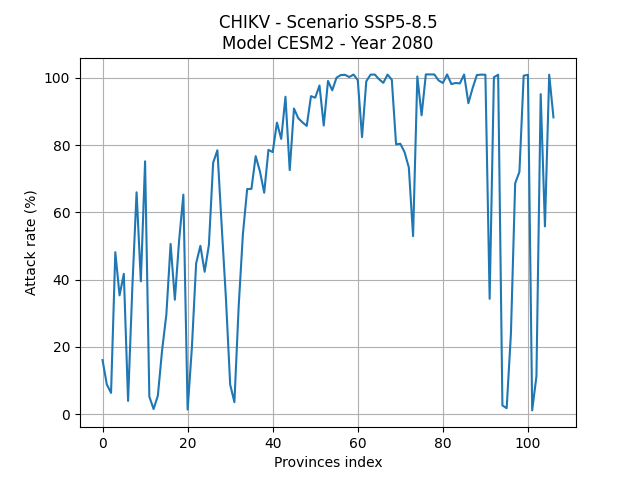 CHIKV - Scenario SSP5-8.5
Model CESM2 - Year 2080
100
80
60
40
20
0
Attack rate (%)
0 20 40 60 80 100
Provinces index